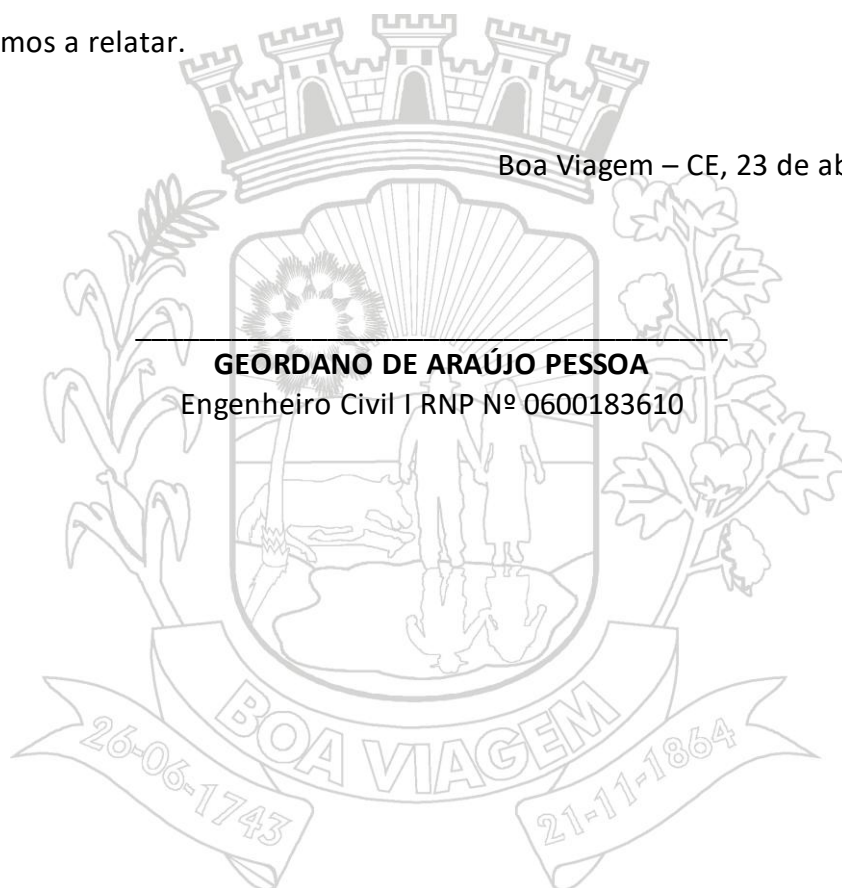 mos a relatar.
Boa Viagem – CE, 23 de ab
GEORDANO DE ARAÚJO PESSOA
Engenheiro Civil I RNP Nº 0600183610
BOA VIAGEM
26-06-1743
21-11-1864